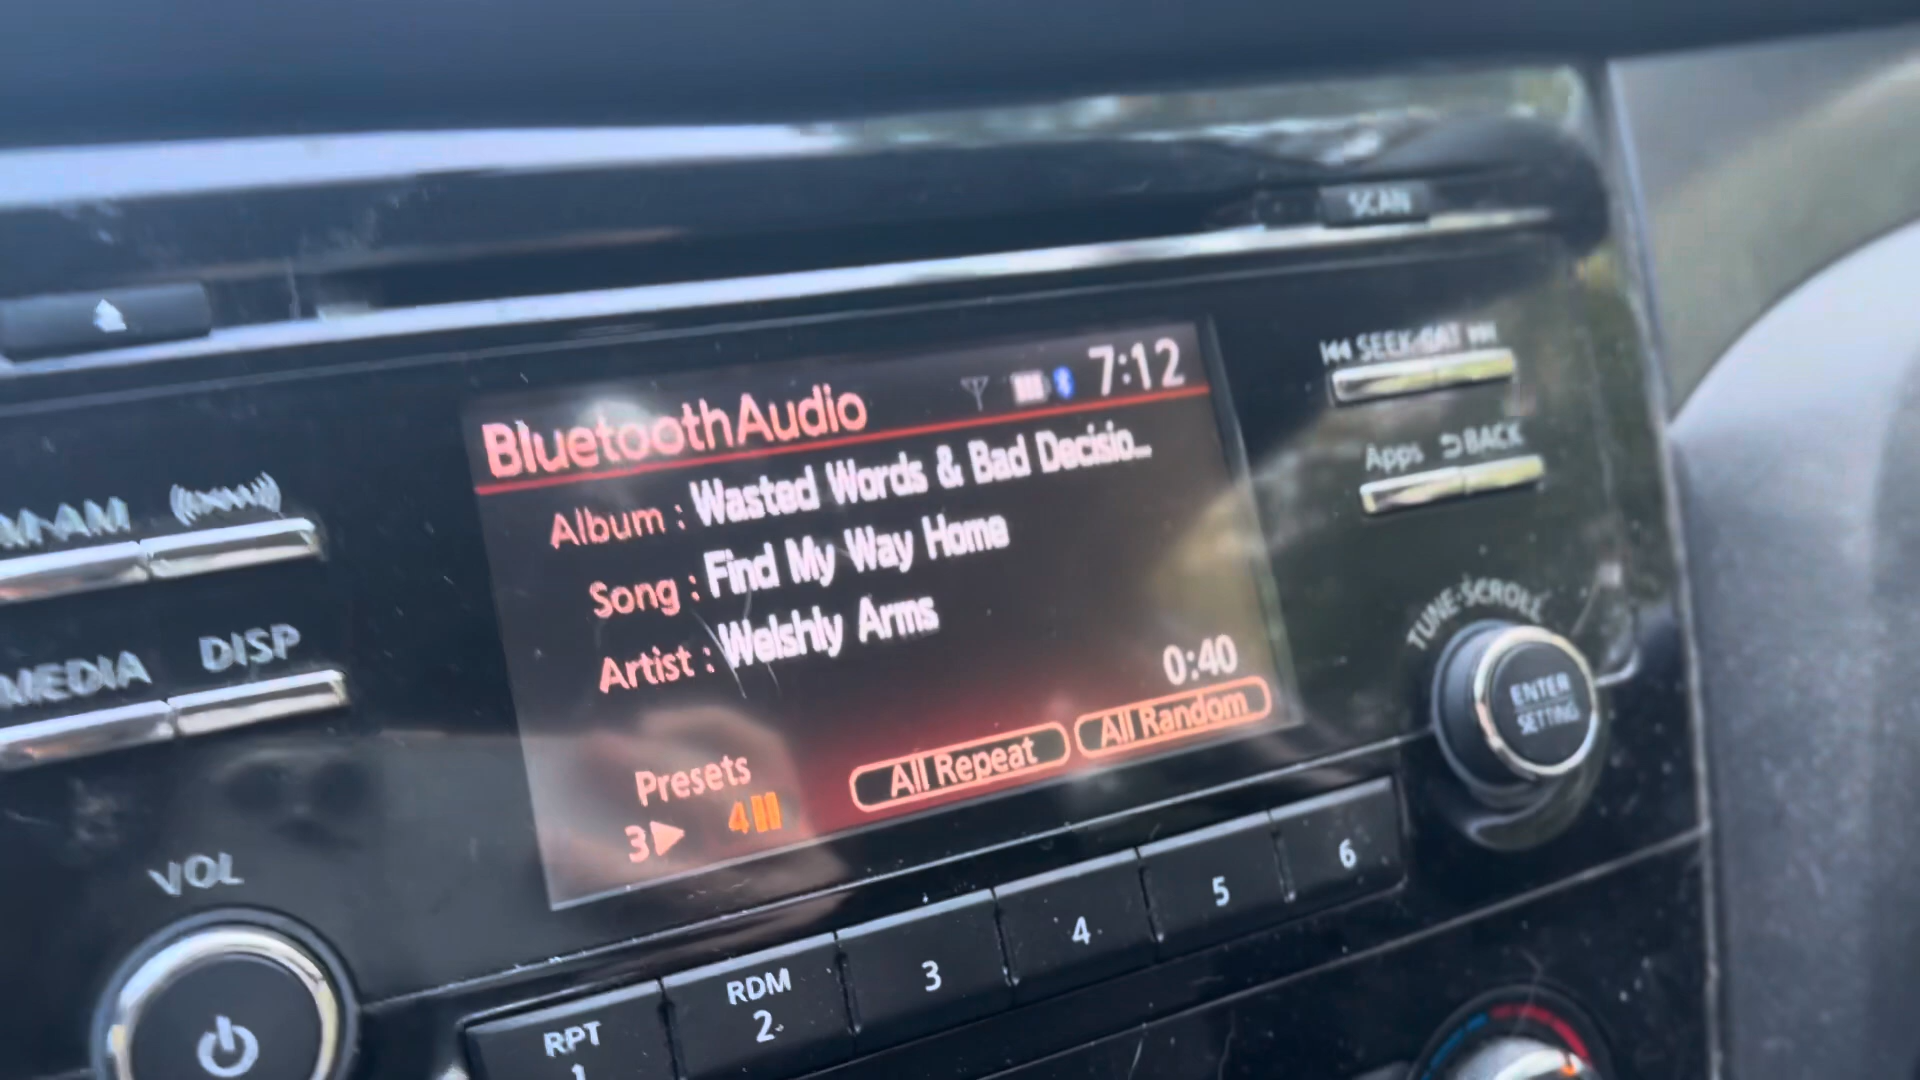 SCAN
7:12
BluetoothAudio
SEEK·CAT
Album : Wasted Words & Bad Decisio...
Apps BACK
Song : Find My Way Home
Artist : Welshly Arms
TUNE·SCROLL
DISP
MEDIA
0:40
ENTER
SETTING
All Repeat All Random
Presets
3 4
VOL
RPT
1
RDM
2
3
4
5
6